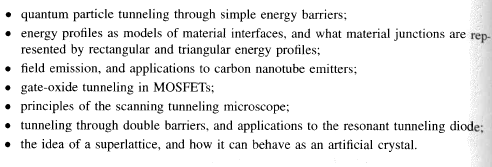 • quantum particle tunneling through simple energy barriers;
• energy profiles as models of material interfaces, and what material junctions are rep-
resented by rectangular and triangular energy profiles;
• field emission, and applications to carbon nanotube emitters;
• gate-oxide tunneling in MOSFETs;
• principles of the scanning tunneling microscope;
• tunneling through double barriers, and applications to the resonant tunneling diode;
• the idea of a superlattice, and how it can behave as an artificial crystal.